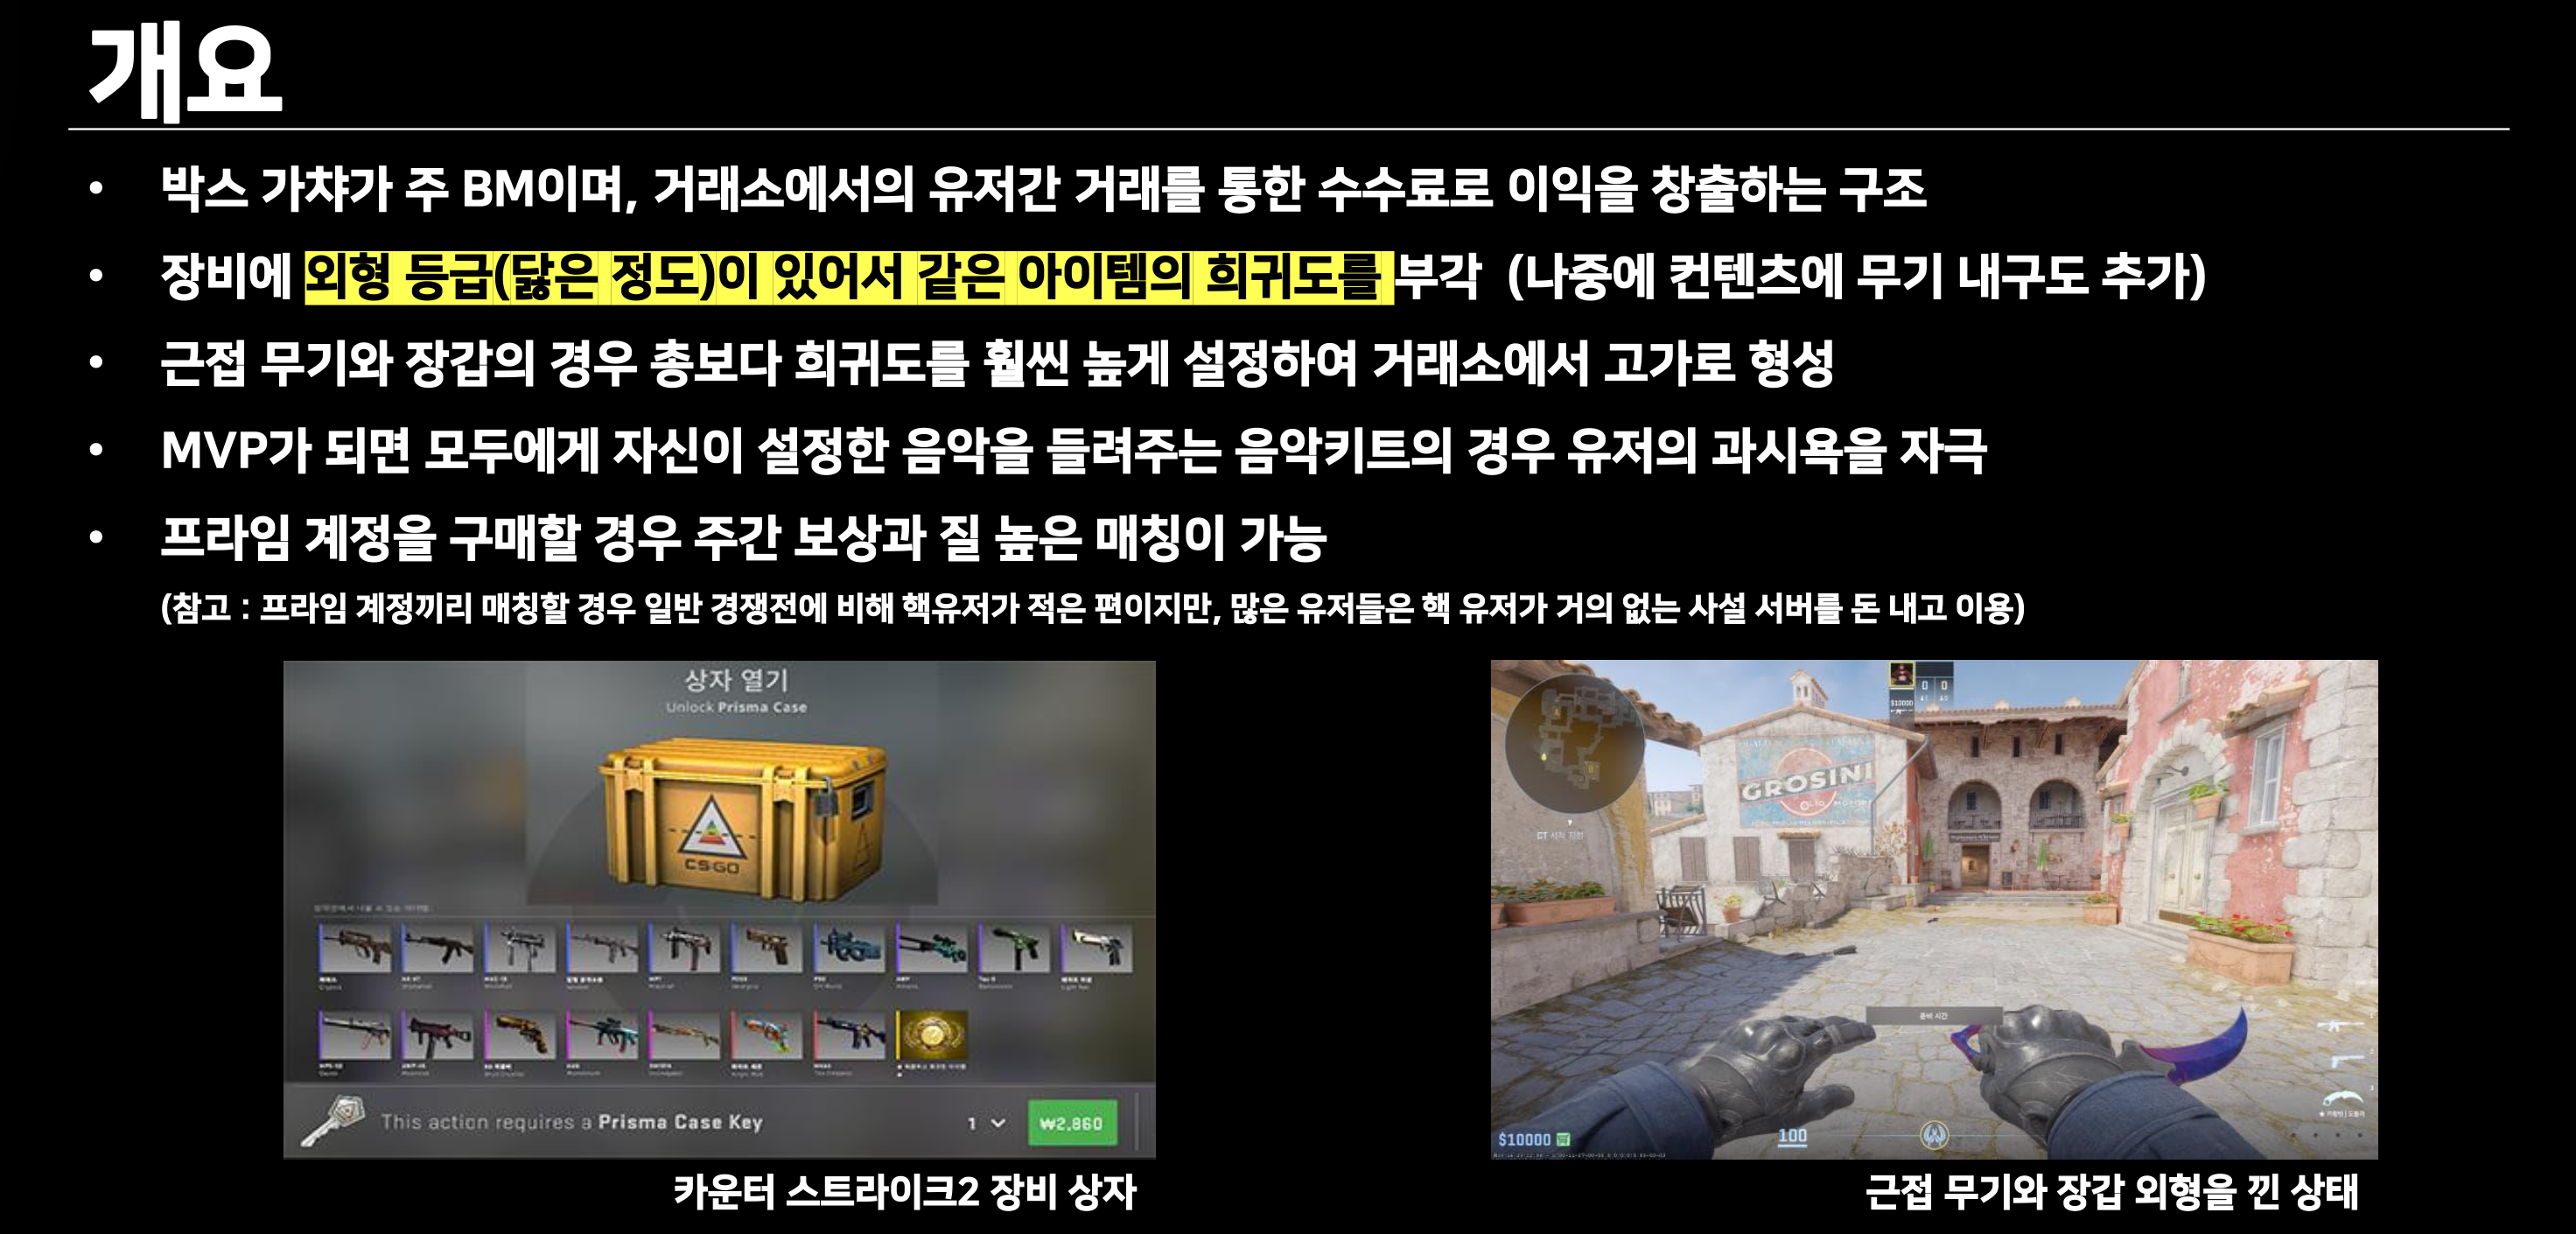 개요
• 박스 가챠가 주 BM이며, 거래소에서의 유저간 거래를 통한 수수료로 이익을 창출하는 구조
• 장비에 외형 등급(닳은 정도)이 있어서 같은 아이템의 희귀도를 부각 (나중에 컨텐츠에 무기 내구도 추가)
• 근접 무기와 장갑의 경우 총보다 희귀도를 훨씬 높게 설정하여 거래소에서 고가로 형성
• MVP가 되면 모두에게 자신이 설정한 음악을 들려주는 음악키트의 경우 유저의 과시욕을 자극
• 프라임 계정을 구매할 경우 주간 보상과 질 높은 매칭이 가능
(참고 : 프라임 계정끼리 매칭할 경우 일반 경쟁전에 비해 핵유저가 적은 편이지만, 많은 유저들은 핵 유저가 거의 없는 사설 서버를 돈 내고 이용)
상자 열기
Unlock Prisma Case
CS:GO
This action requires a Prisma Case Key
1
₩2,860
카운터 스트라이크2 장비 상자
0 0
$10000
CT 시작 지점
GROSINI
준비 시간
$10000
100
근접 무기와 장갑 외형을 낀 상태